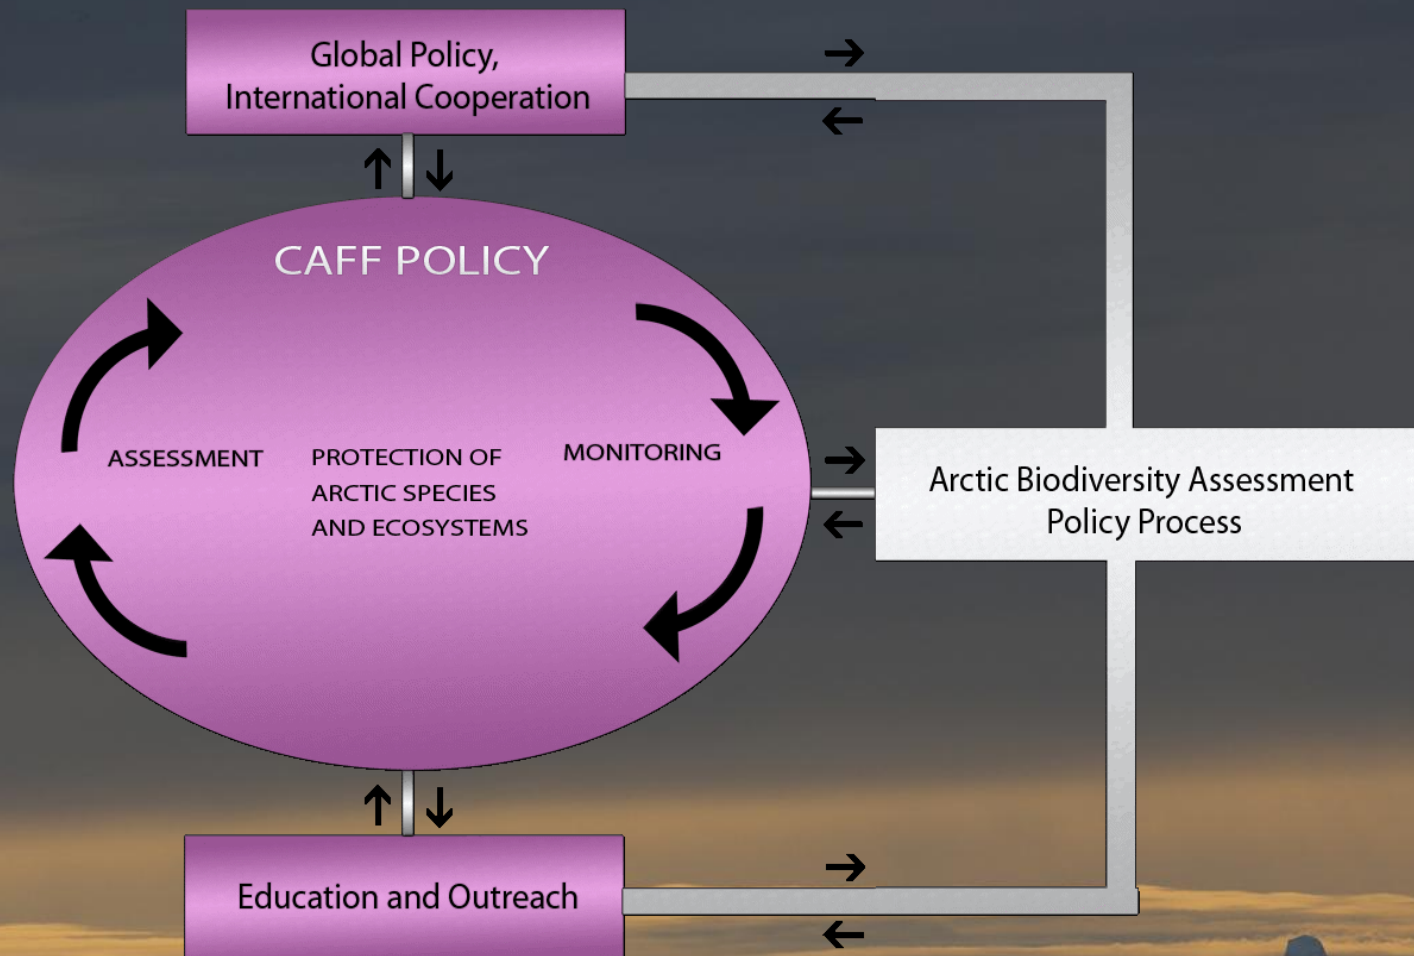 Global Policy,
International Cooperation
CAFF POLICY
ASSESSMENT
PROTECTION OF
ARCTIC SPECIES
AND ECOSYSTEMS
MONITORING
Arctic Biodiversity Assessment
Policy Process
Education and Outreach